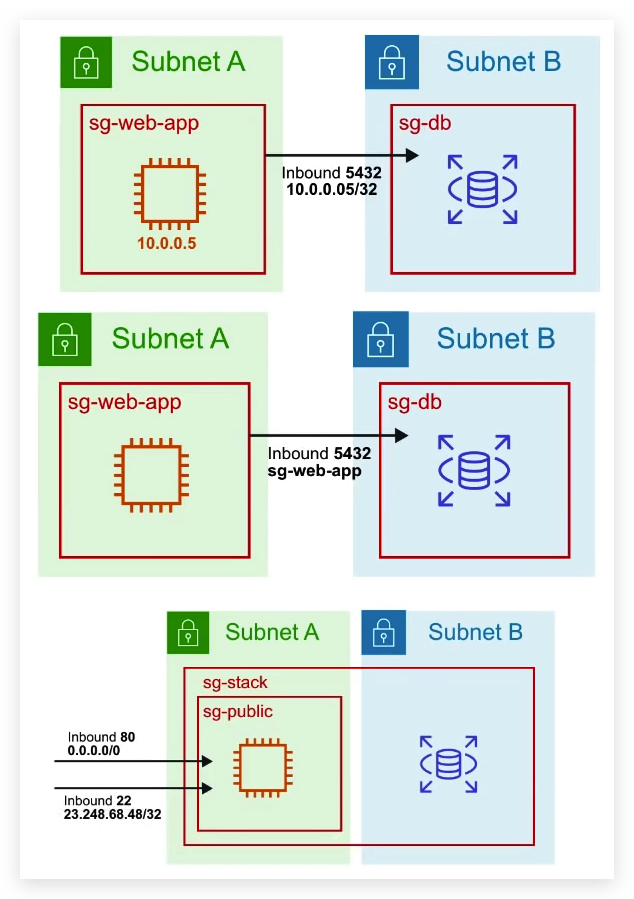 Subnet A
Subnet B
sg-web-app
sg-db
Inbound 5432
10.0.0.05/32
10.0.0.5
Subnet A
Subnet B
sg-web-app
sg-db
Inbound 5432
sg-web-app
Subnet A
Subnet B
sg-stack
sg-public
Inbound 80
0.0.0.0/0
Inbound 22
23.248.68.48/32